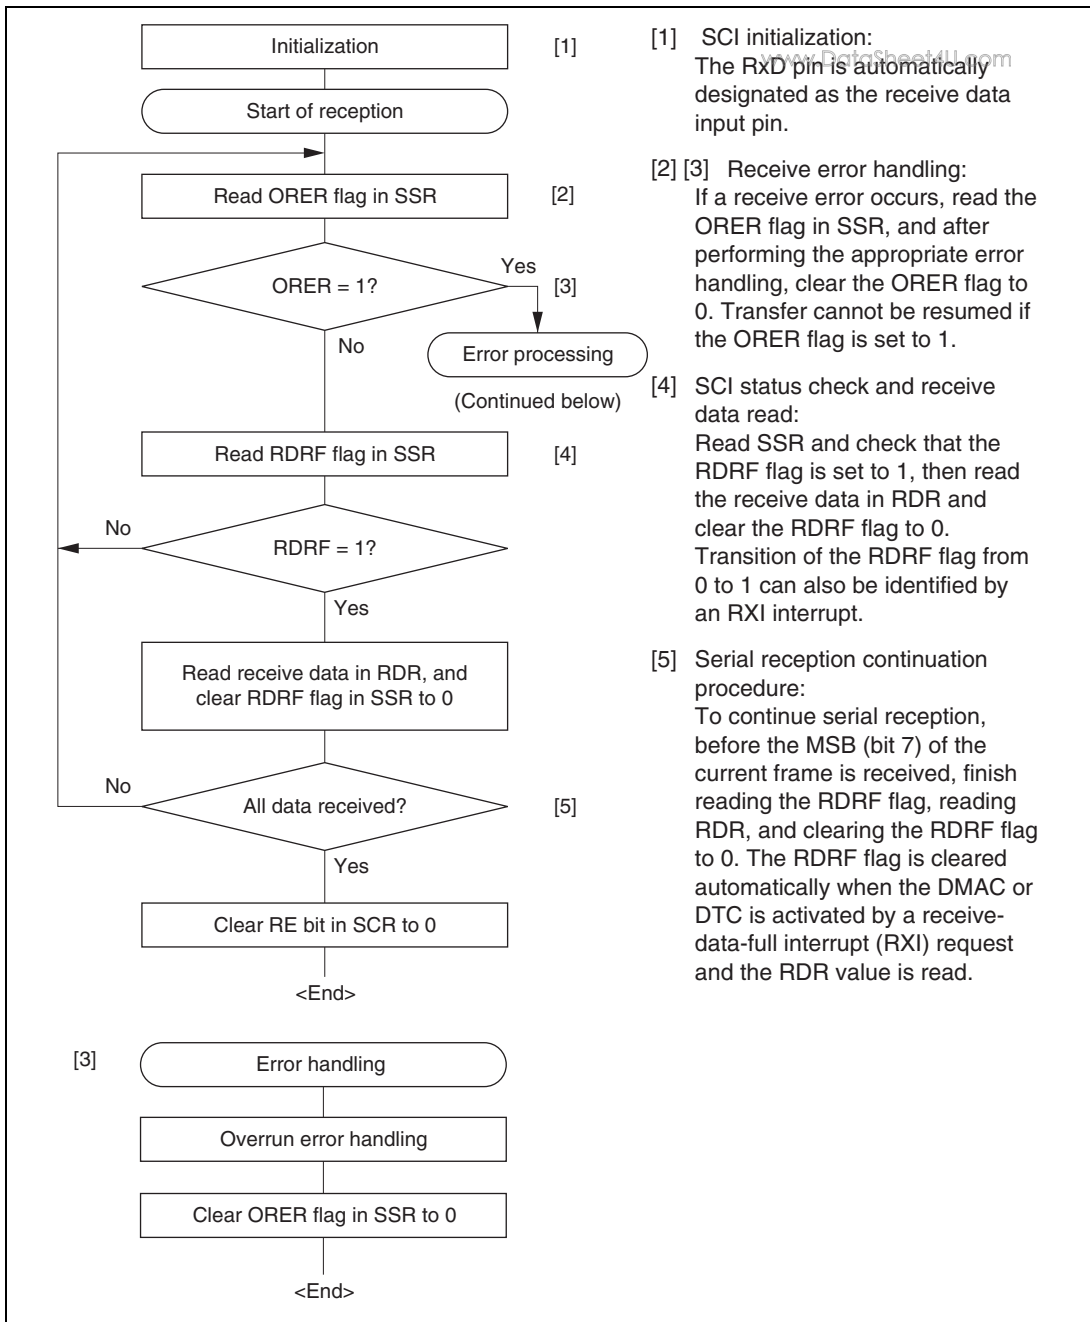 Initialization
[1]
Start of reception
Read ORER flag in SSR
[2]
ORER = 1?
Yes
[3]
No
Error processing
(Continued below)
Read RDRF flag in SSR
[4]
No
RDRF = 1?
Yes
Read receive data in RDR, and
clear RDRF flag in SSR to 0
No
All data received?
[5]
Yes
Clear RE bit in SCR to 0
<End>
[3]
Error handling
Overrun error handling
Clear ORER flag in SSR to 0
<End>
[1] SCI initialization:
www.DataSheet4U.com
The RxD pin is automatically
designated as the receive data
input pin.
[2] [3] Receive error handling:
If a receive error occurs, read the
ORER flag in SSR, and after
performing the appropriate error
handling, clear the ORER flag to
0. Transfer cannot be resumed if
the ORER flag is set to 1.
[4] SCI status check and receive
data read:
Read SSR and check that the
RDRF flag is set to 1, then read
the receive data in RDR and
clear the RDRF flag to 0.
Transition of the RDRF flag from
0 to 1 can also be identified by
an RXI interrupt.
[5] Serial reception continuation
procedure:
To continue serial reception,
before the MSB (bit 7) of the
current frame is received, finish
reading the RDRF flag, reading
RDR, and clearing the RDRF flag
to 0. The RDRF flag is cleared
automatically when the DMAC or
DTC is activated by a receive-
data-full interrupt (RXI) request
and the RDR value is read.